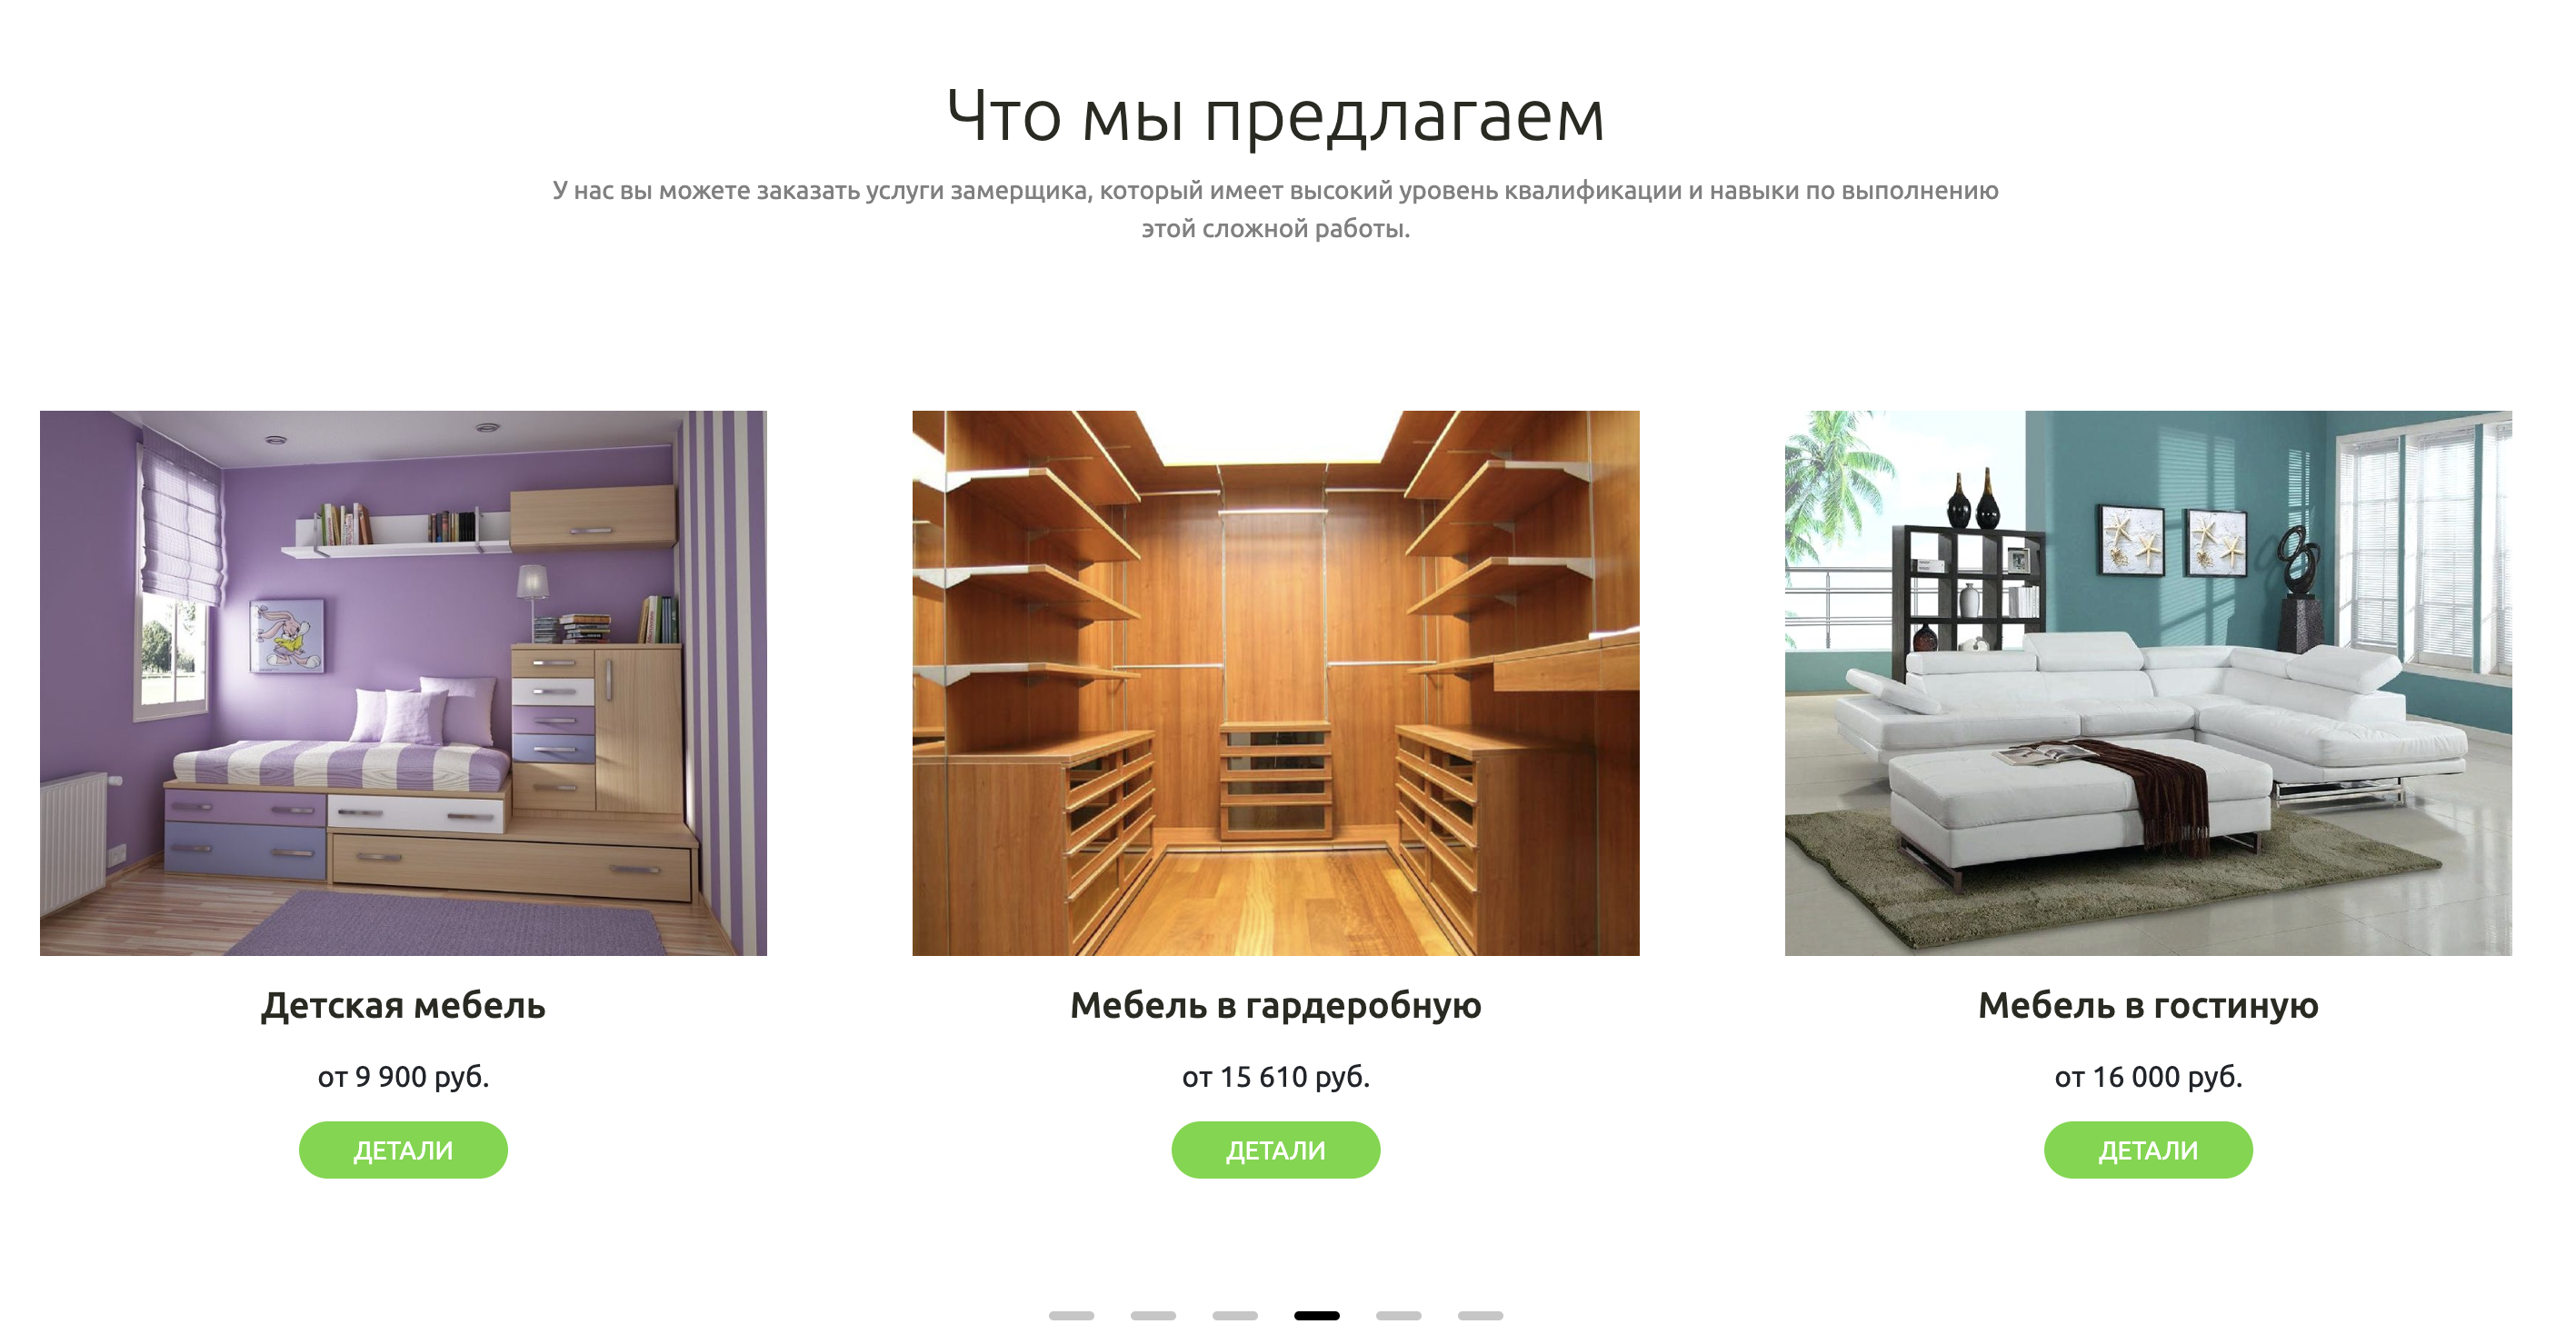 Что мы предлагаем
У нас вы можете заказать услуги замерщика, который имеет высокий уровень квалификации и навыки по выполнению
этой сложной работы.
Детская мебель
Мебель в гардеробную
Мебель в гостиную
от 9 900 руб.
от 15 610 руб.
от 16 000 руб.
ДЕТАЛИ
ДЕТАЛИ
ДЕТАЛИ